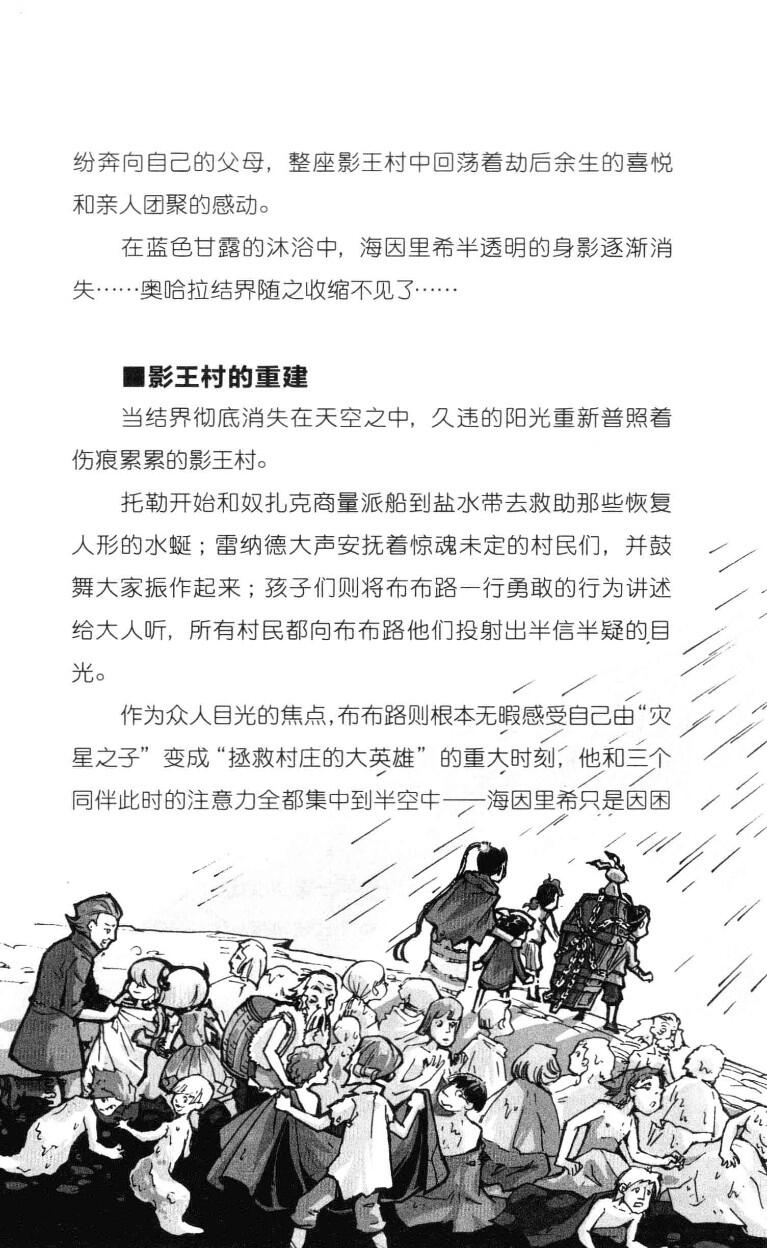 纷奔向自己的父母，整座影王村中回荡着劫后余生的喜悦
和亲人团聚的感动。
在蓝色甘露的沐浴中，海因里希半透明的身影逐渐消
失……奥哈拉结界随之收缩不见了……
■影王村的重建
当结界彻底消失在天空之中，久违的阳光重新普照着
伤痕累累的影王村。
托勒开始和奴扎克商量派船到盐水带去救助那些恢复
人形的水蜒；雷纳德大声安抚着惊魂未定的村民们，并鼓
舞大家振作起来；孩子们则将布布路一行勇敢的行为讲述
给大人听，所有村民都向布布路他们投射出半信半疑的目
光。
作为众人目光的焦点，布布路则根本无暇感受自己由“灾
星之子”变成“拯救村庄的大英雄”的重大时刻，他和三个
同伴此时的注意力全都集中到半空中——海因里希只是因困